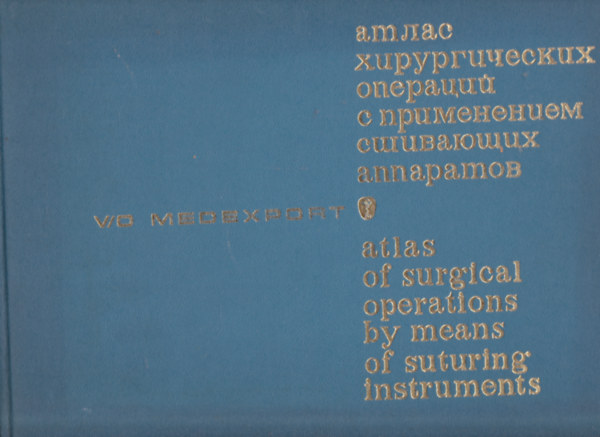 атлас
хирургических
операций
с применением
сшивающих
аппаратов
V/O MEDEXPORT
atlas
of surgical
operations
by means
of suturing
instruments